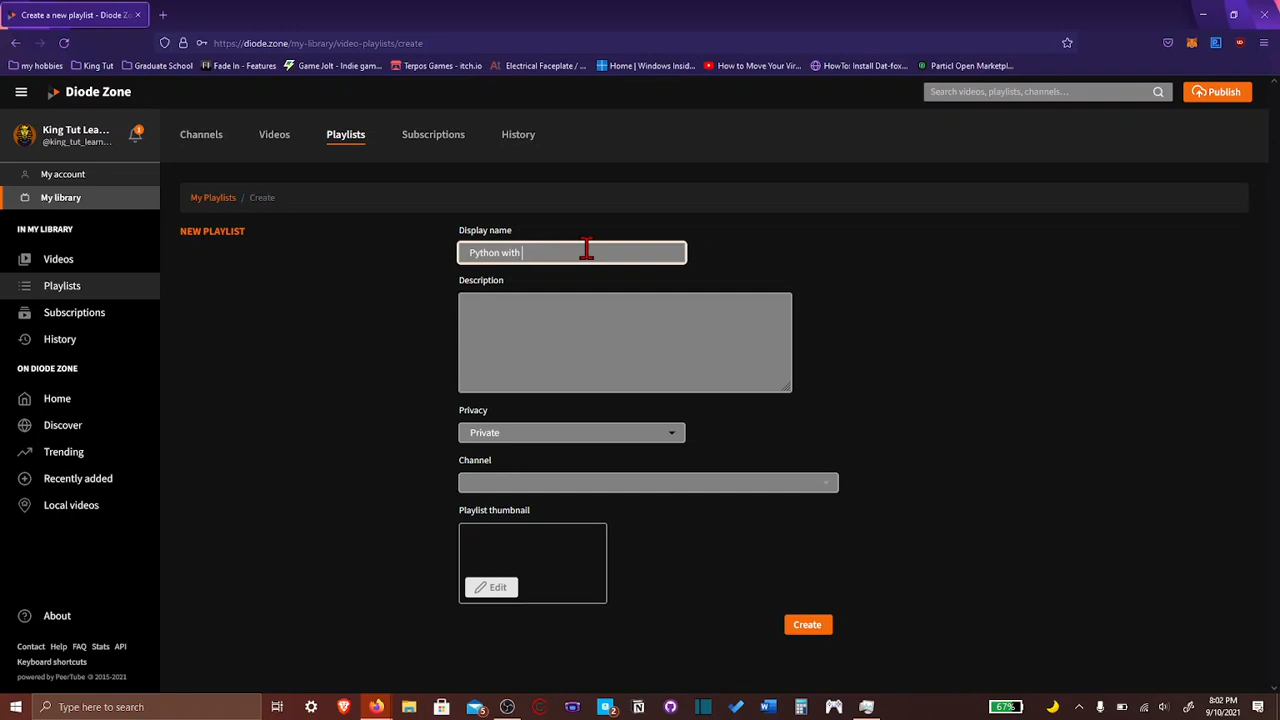 Create a new playlist - Diode Zo
https://diode.zone/my-library/video-playlists/create
my hobbies
King Tut
Graduate School
Fade In - Features
Game Jolt - Indie gam...
Terpos Games - itch.io
Electrical Faceplate /...
Home | Windows Insid...
How to Move Your Vir...
HowTo: Install Dat-fox...
Particl Open Marketpl...
Diode Zone
Search videos, playlists, channels...
Publish
King Tut Lea...
@king_tut_learn...
1
My account
My library
IN MY LIBRARY
Videos
Playlists
Subscriptions
History
ON DIODE ZONE
Home
Discover
Trending
Recently added
Local videos
About
Contact Help FAQ Stats API
Keyboard shortcuts
powered by PeerTube © 2015-2021
Channels
Videos
Playlists
Subscriptions
History
My Playlists / Create
NEW PLAYLIST
Display name
Python with
Description
Privacy
Private
Channel
Playlist thumbnail
Edit
Create
Type here to search
5
2
67%
8:02 PM
9/10/2021